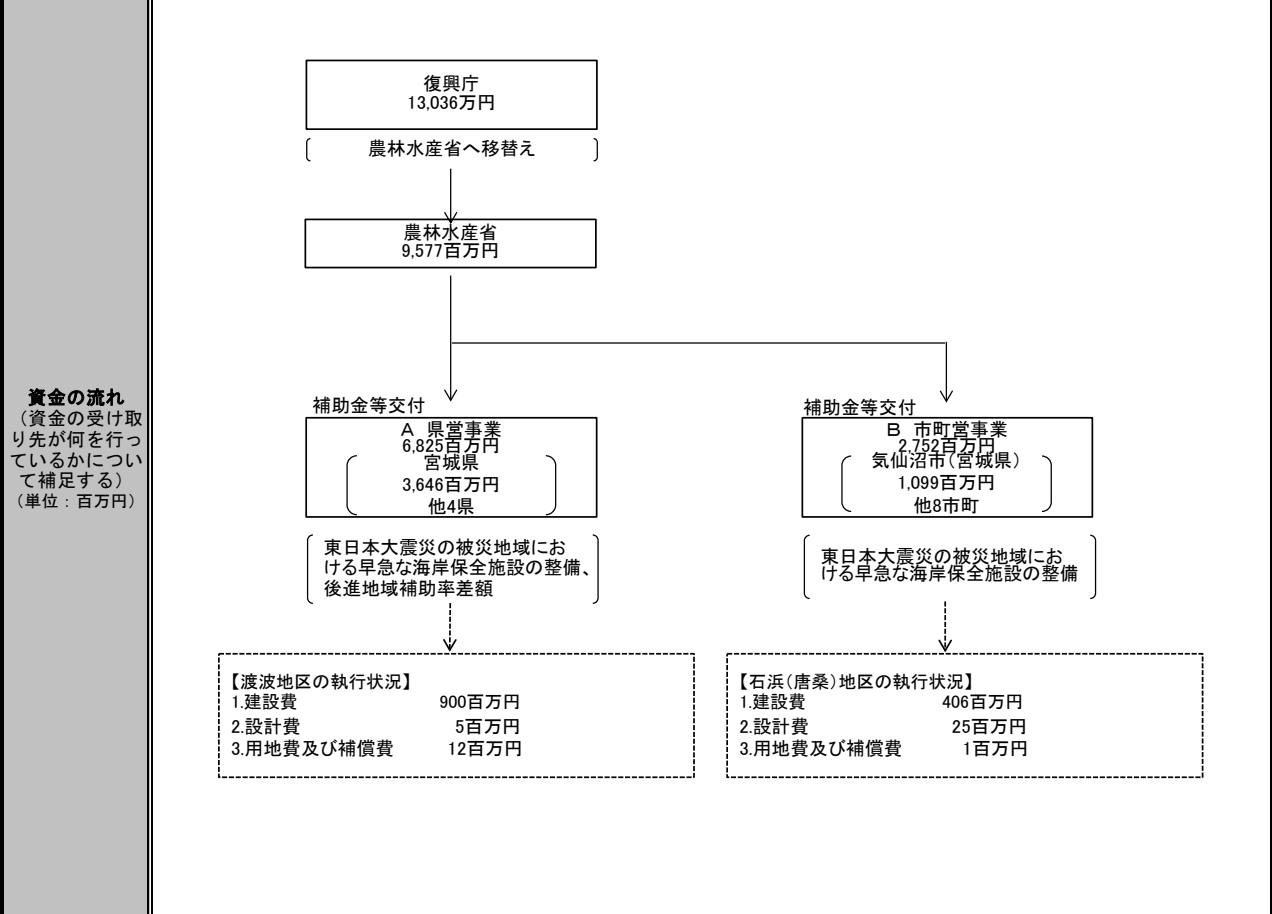 資金の流れ
（資金の受け取
り先が何を行っ
ているかについ
て補足する）
（単位：百万円）
復興庁
13,036万円
農林水産省へ移替え
農林水産省
9,577百万円
補助金等交付
A 県営事業
6,825百万円
宮城県
3,646百万円
他4県
東日本大震災の被災地域にお
ける早急な海岸保全施設の整備、
後進地域補助率差額
【渡波地区の執行状況】
1.建設費 900百万円
2.設計費 5百万円
3.用地費及び補償費 12百万円
補助金等交付
B 市町営事業
2,752百万円
気仙沼市（宮城県）
1,099百万円
他8市町
東日本大震災の被災地域にお
ける早急な海岸保全施設の整備
【石浜（唐桑）地区の執行状況】
1.建設費 406百万円
2.設計費 25百万円
3.用地費及び補償費 1百万円